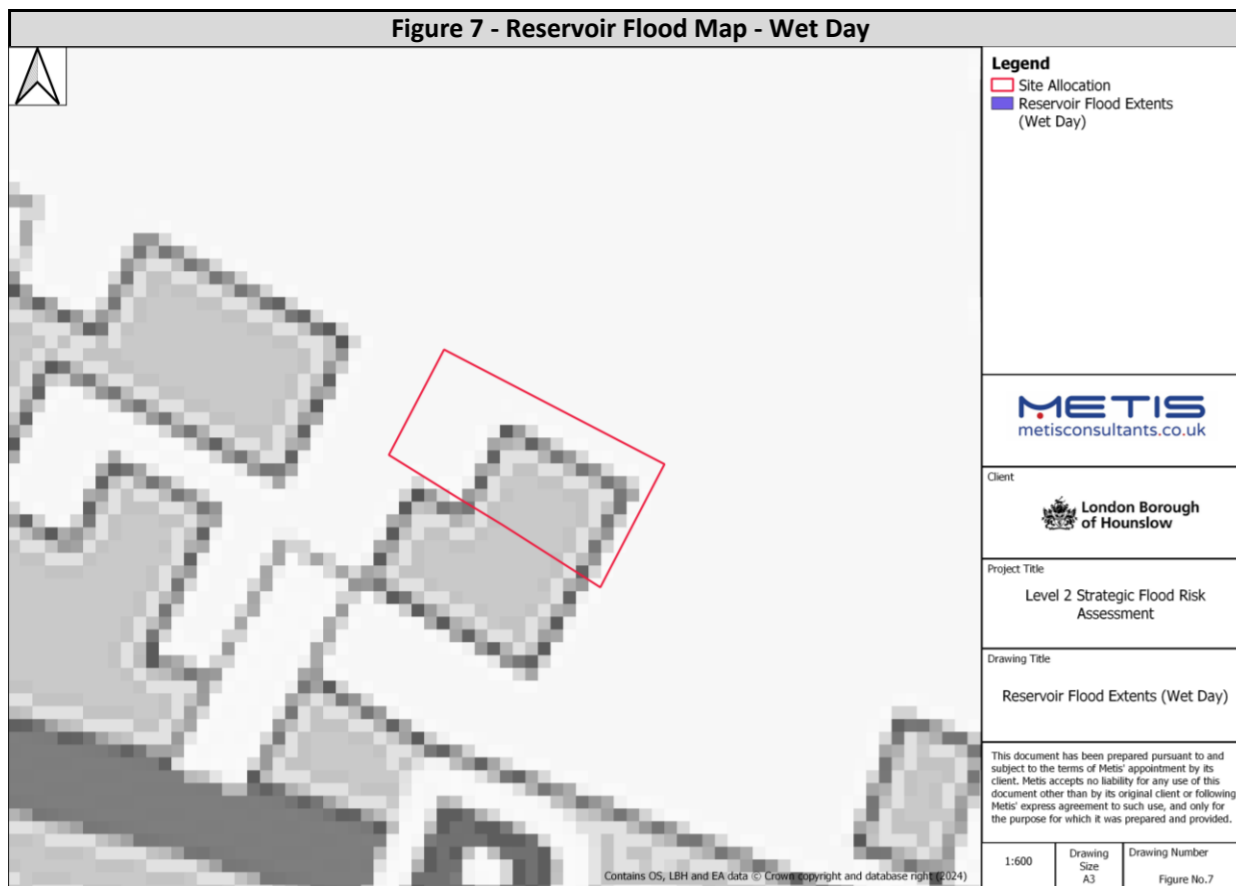 Figure 7 - Reservoir Flood Map - Wet Day
Legend
Site Allocation
Reservoir Flood Extents
(Wet Day)
METIS
metisconsultants.co.uk
Client
London Borough
of Hounslow
Project Title
Level 2 Strategic Flood Risk
Assessment
Drawing Title
Reservoir Flood Extents (Wet Day)
This document has been prepared pursuant to and
subject to the terms of Metis' appointment by its
client. Metis accepts no liability for any use of this
document other than by its original client or following
Metis' express agreement to such use, and only for
the purpose for which it was prepared and provided.
1:600
Drawing
Size
A3
Drawing Number
Figure No.7
Contains OS, LBH and EA data © Crown copyright and database right (2024)